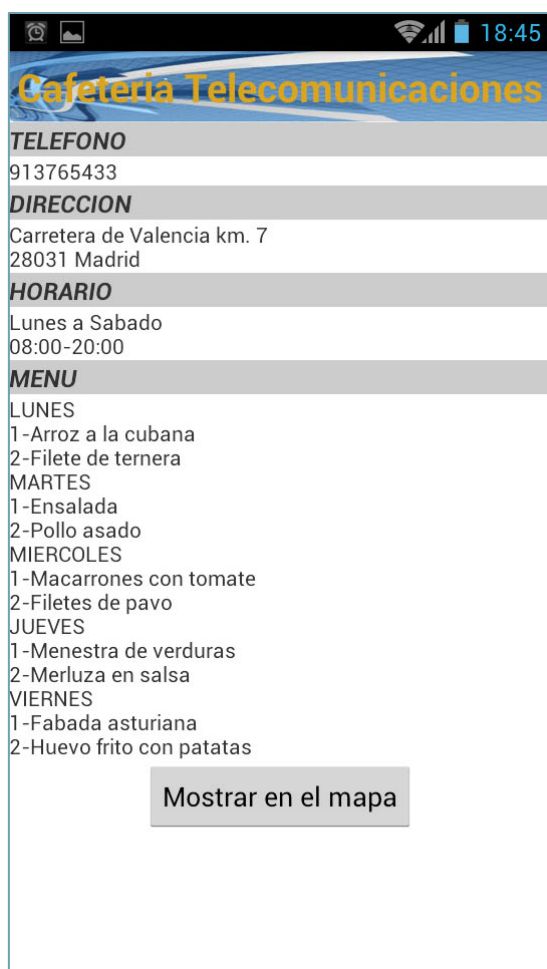 18:45
Cafeteria Telecomunicaciones
TELEFONO
913765433
DIRECCION
Carretera de Valencia km. 7
28031 Madrid
HORARIO
Lunes a Sabado
08:00-20:00
MENU
LUNES
1-Arroz a la cubana
2-Filete de ternera
MARTES
1-Ensalada
2-Pollo asado
MIERCOLES
1-Macarrones con tomate
2-Filetes de pavo
JUEVES
1-Menestra de verduras
2-Merluza en salsa
VIERNES
1-Fabada asturiana
2-Huevo frito con patatas
Mostrar en el mapa